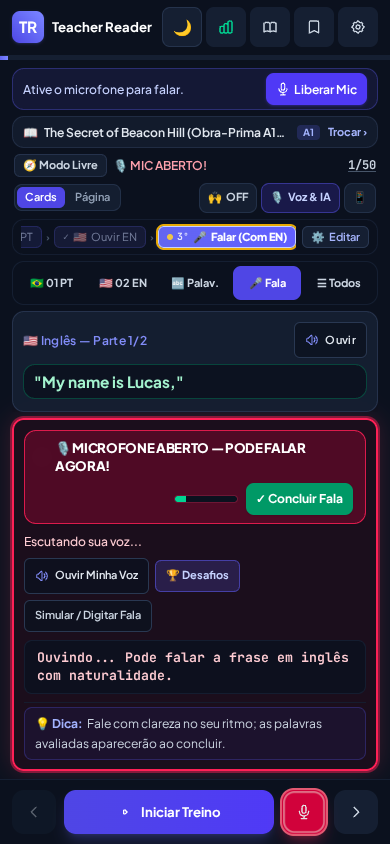 TR Teacher Reader
Ative o microfone para falar. Liberar Mic
The Secret of Beacon Hill (Obra-Prima A1... A1 Trocar ›
Modo Livre MIC ABERTO! 1/50
Cards Página OFF Voz & IA
PT › ✓ Ouvir EN › 3° Falar (Com EN) Editar
01 PT 02 EN Palav. Fala Todos
Inglês — Parte 1/2 Ouvir
"My name is Lucas,"
MICROFONE ABERTO — PODE FALAR
AGORA!
✓ Concluir Fala
Escutando sua voz...
Ouvir Minha Voz Desafios
Simular / Digitar Fala
Ouvindo... Pode falar a frase em inglês
com naturalidade.
Dica: Fale com clareza no seu ritmo; as palavras
avaliadas aparecerão ao concluir.
Iniciar Treino